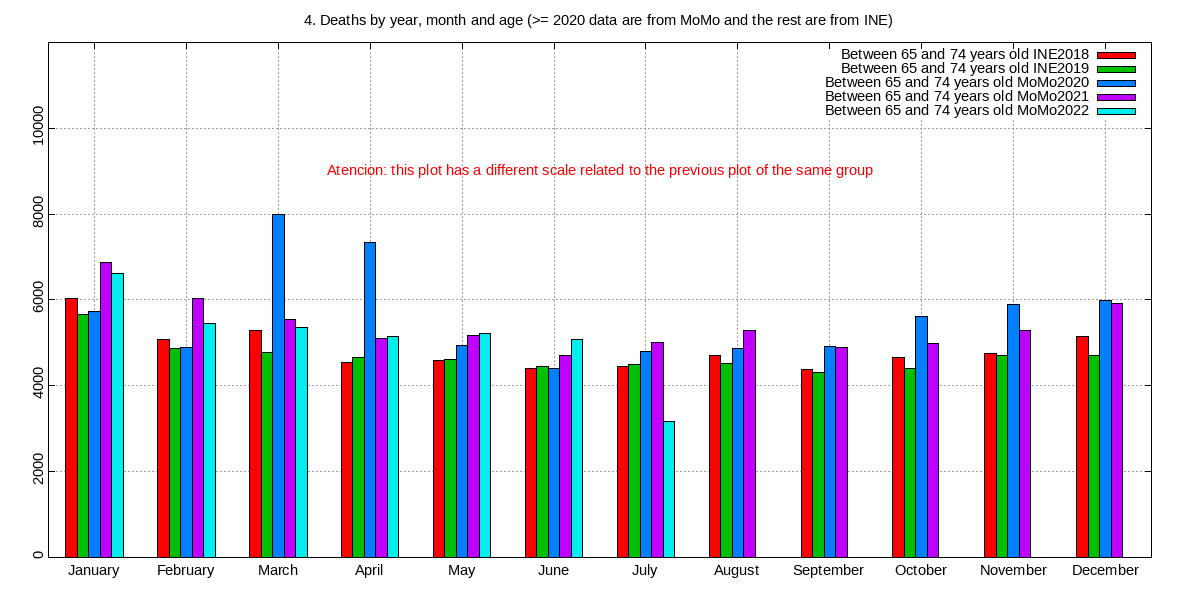 4. Deaths by year, month and age (>= 2020 data are from MoMo and the rest are from INE)
Between 65 and 74 years old INE2018
Between 65 and 74 years old INE2019
Between 65 and 74 years old MoMo2020
Between 65 and 74 years old MoMo2021
Between 65 and 74 years old MoMo2022
Atencion: this plot has a different scale related to the previous plot of the same group
10000
8000
6000
4000
2000
0
January February March April May June July August September October November December